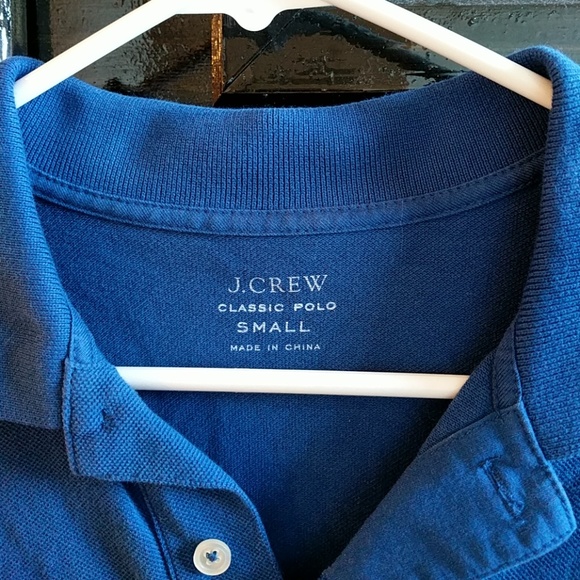 J.CREW
CLASSIC POLO
SMALL
MADE IN CHINA